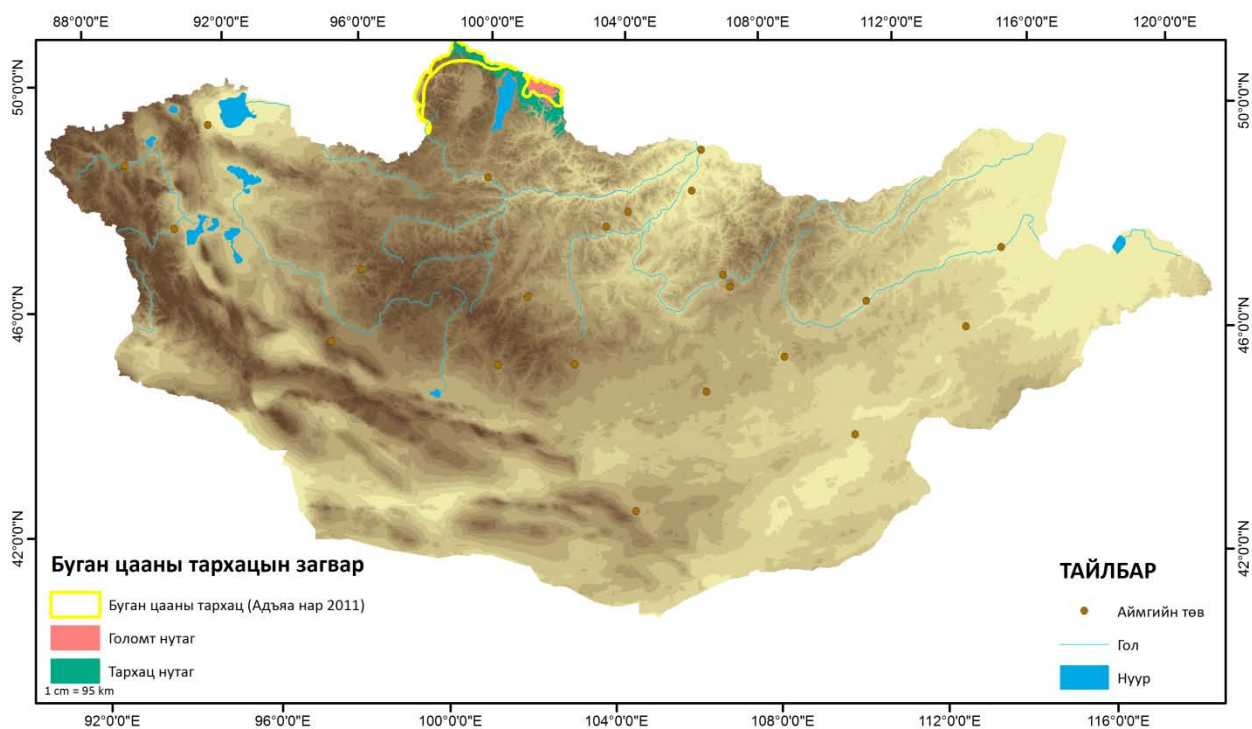 88°0'0"E 92°0'0"E 96°0'0"E 100°0'0"E 104°0'0"E 108°0'0"E 112°0'0"E 116°0'0"E 120°0'0"E
50°0'0"N
50°0'0"N
46°0'0"N
46°0'0"N
42°0'0"N
42°0'0"N
Буган цааны тархацын загвар
Буган цааны тархац (Адъяа нар 2011)
Голомт нутаг
Тархац нутаг
1 cm = 95 km
ТАЙЛБАР
Аймгийн төв
Гол
Нуур
92°0'0"E 96°0'0"E 100°0'0"E 104°0'0"E 108°0'0"E 112°0'0"E 116°0'0"E